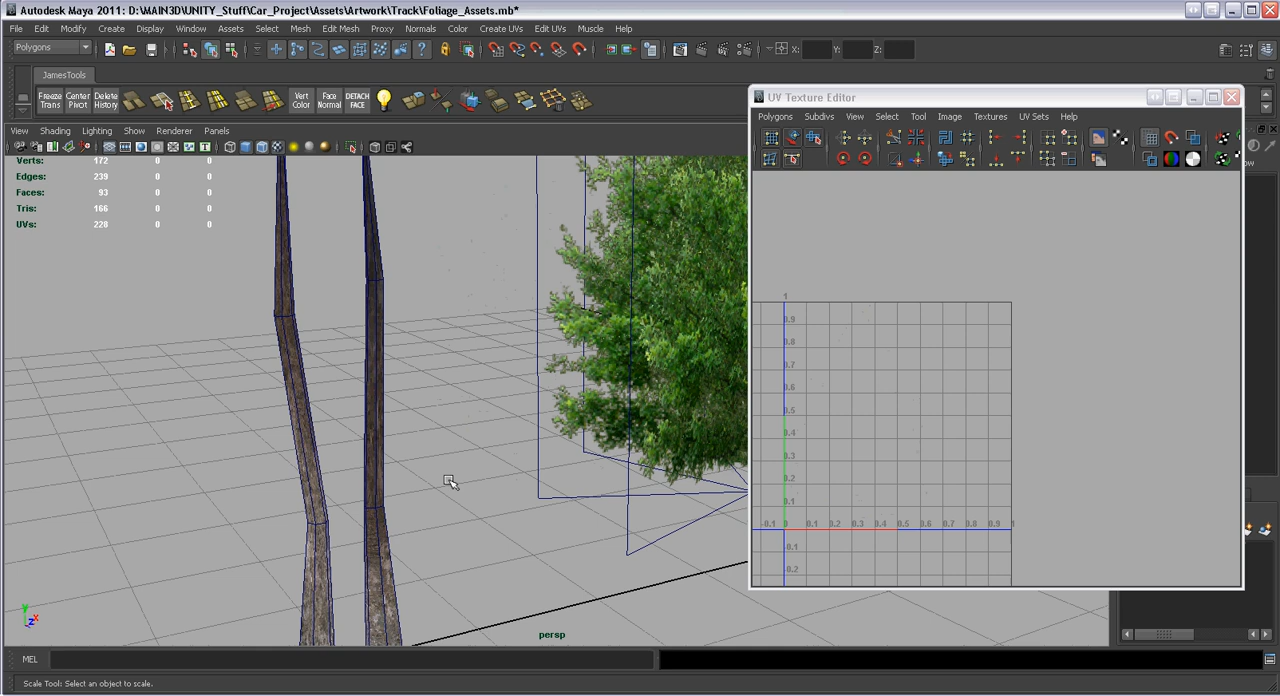 Autodesk Maya 2011: D:\MAIN3D\UNITY_Stuff\Car_Project\Assets\Artwork\Track\Foliage_Assets.mb*
File Edit Modify Create Display Window Assets Select Mesh Edit Mesh Proxy Normals Color Create UVs Edit UVs Muscle Help
Polygons X: Y: Z:
JamesTools
Freeze Trans Center Pivot Delete History Vert Color Face Normal DETACH FACE
UV Texture Editor
Polygons Subdivs View Select Tool Image Textures UV Sets Help
View Shading Lighting Show Renderer Panels
Verts: 172 0 0
Edges: 239 0 0
Faces: 93 0 0
Tris: 166 0 0
UVs: 228 0 0
1
0.9
0.8
0.7
0.6
0.5
0.4
0.3
0.2
0.1
-0.1 0 0.1 0.2 0.3 0.4 0.5 0.6 0.7 0.8 0.9 1
-0.1
-0.2
y
z x
persp
MEL
Scale Tool: Select an object to scale.